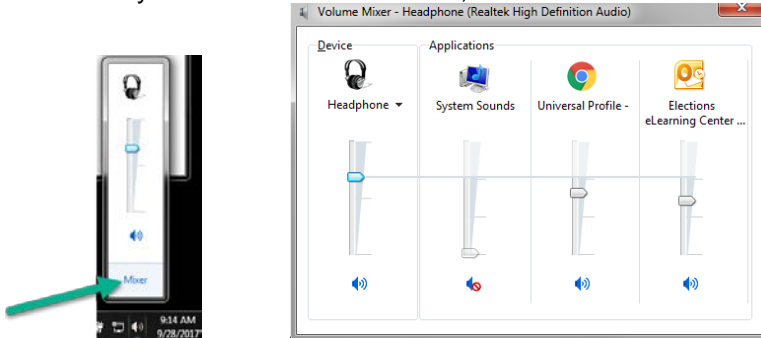 Volume Mixer - Headphone (Realtek High Definition Audio)
Device
Applications
Headphone
System Sounds
Universal Profile -
Elections
eLearning Center ...
Mixer
9:14 AM
9/28/2017